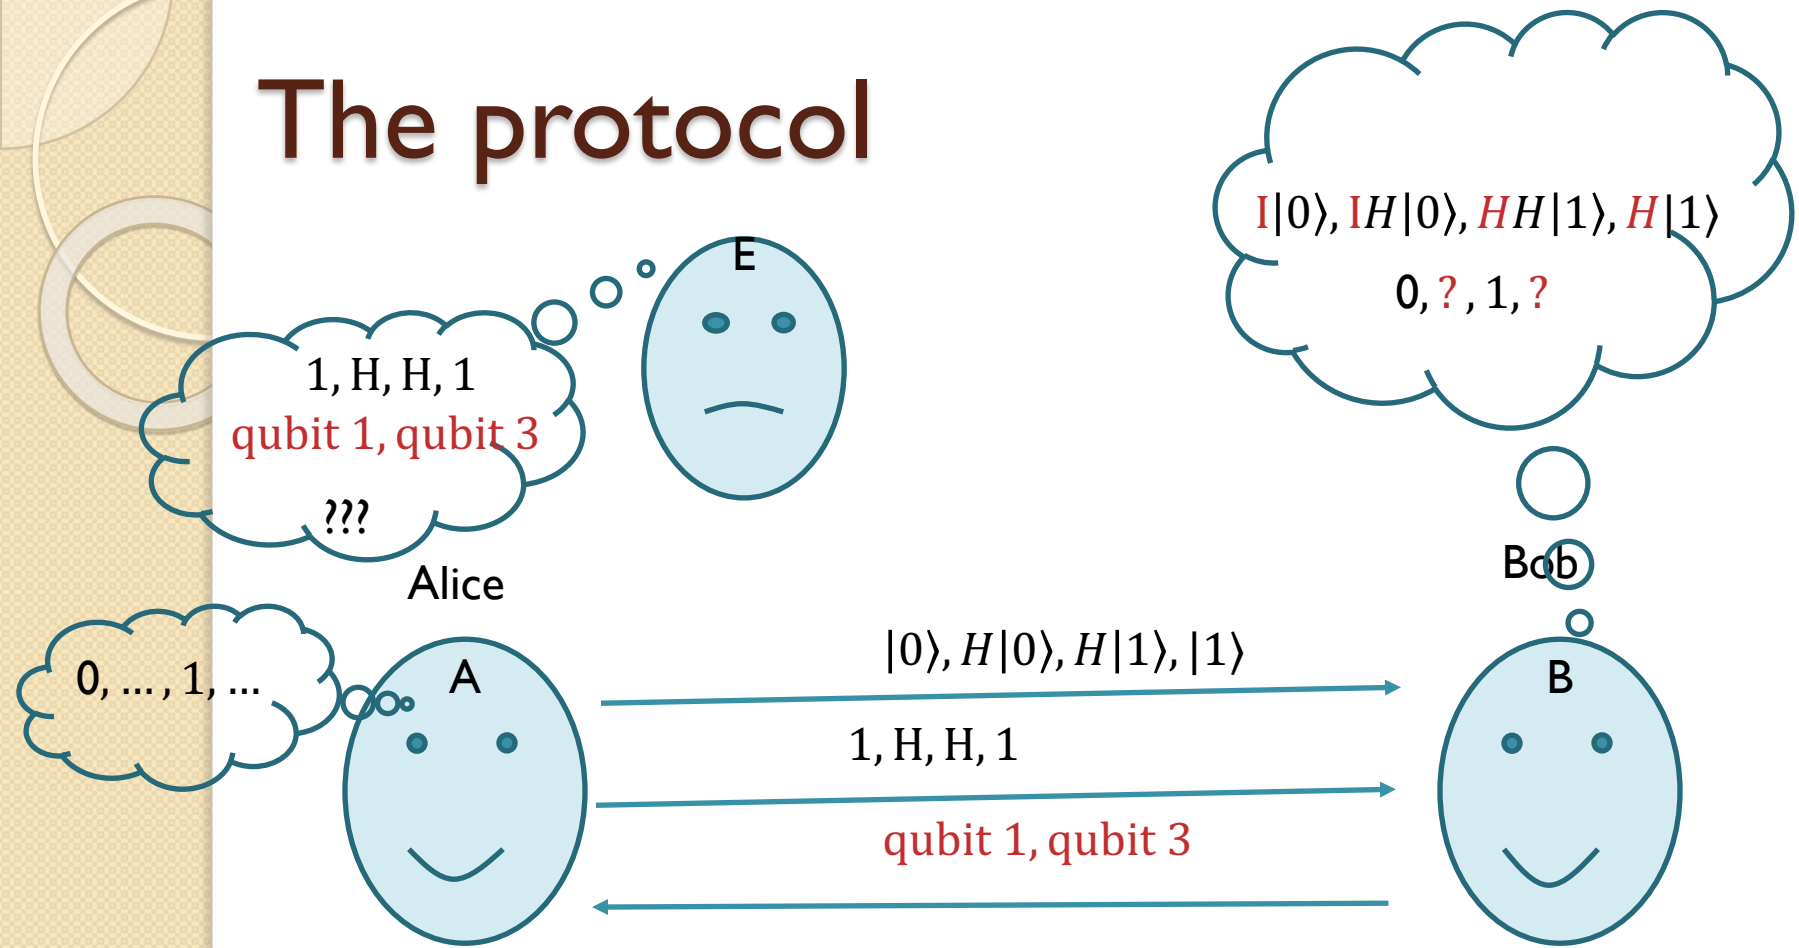 The protocol
I|0⟩, IH|0⟩, HH|1⟩, H|1⟩
0, ? , 1, ?
E
1, H, H, 1
qubit 1, qubit 3
???
Alice
Bob
0, ... , 1, ...
A
|0⟩, H|0⟩, H|1⟩, |1⟩
B
1, H, H, 1
qubit 1, qubit 3